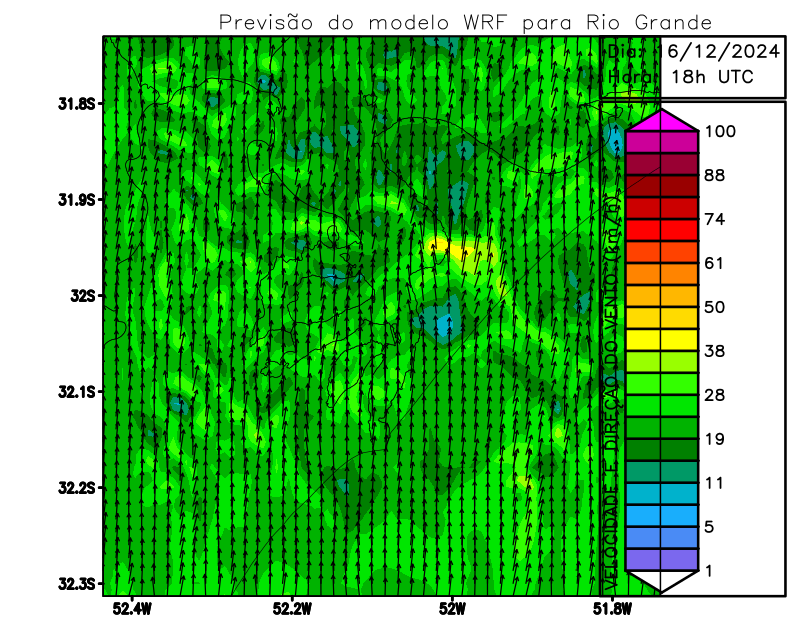 Previsão do modelo WRF para Rio Grande
Dia: 16/12/2024
Hora: 18h UTC
31.8S
31.9S
32S
32.1S
32.2S
32.3S
52.4W
52.2W
52W
51.8W
VELOCIDADE E DIREÇÃO DO VENTO (km/h)
100
88
74
61
50
38
28
19
11
5
1